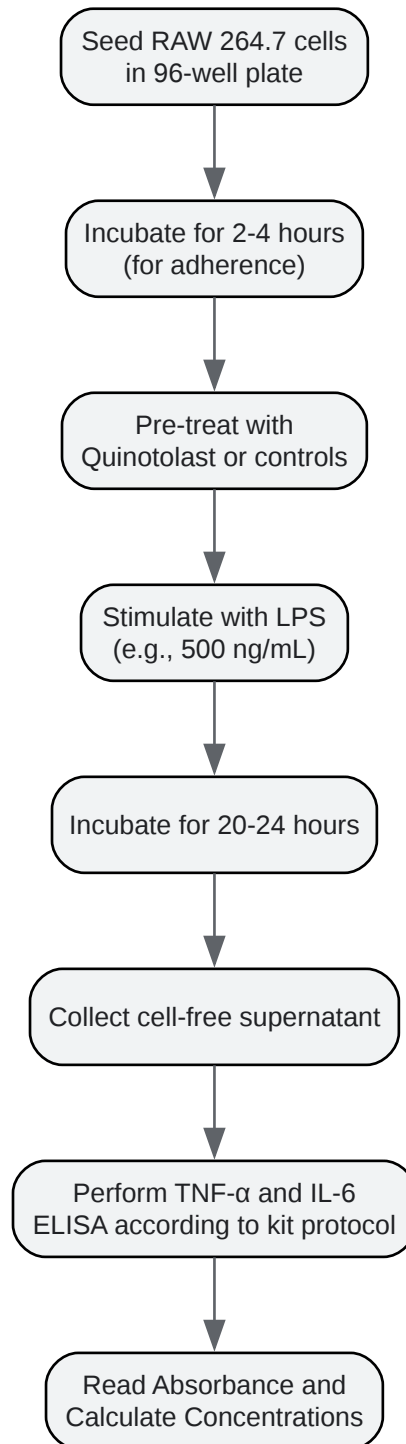 Seed RAW 264.7 cells
in 96-well plate
Incubate for 2-4 hours
(for adherence)
Pre-treat with
Quinotolast or controls
Stimulate with LPS
(e.g., 500 ng/mL)
Incubate for 20-24 hours
Collect cell-free supernatant
Perform TNF-α and IL-6
ELISA according to kit protocol
Read Absorbance and
Calculate Concentrations